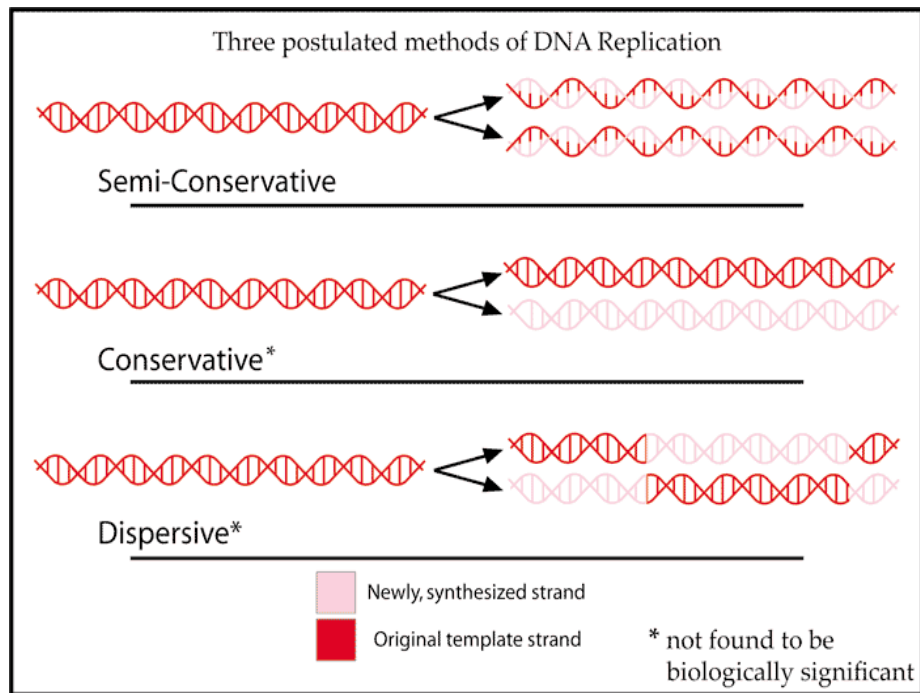 Three postulated methods of DNA Replication
Semi-Conservative
Conservative*
Dispersive*
Newly, synthesized strand
Original template strand
* not found to be
biologically significant